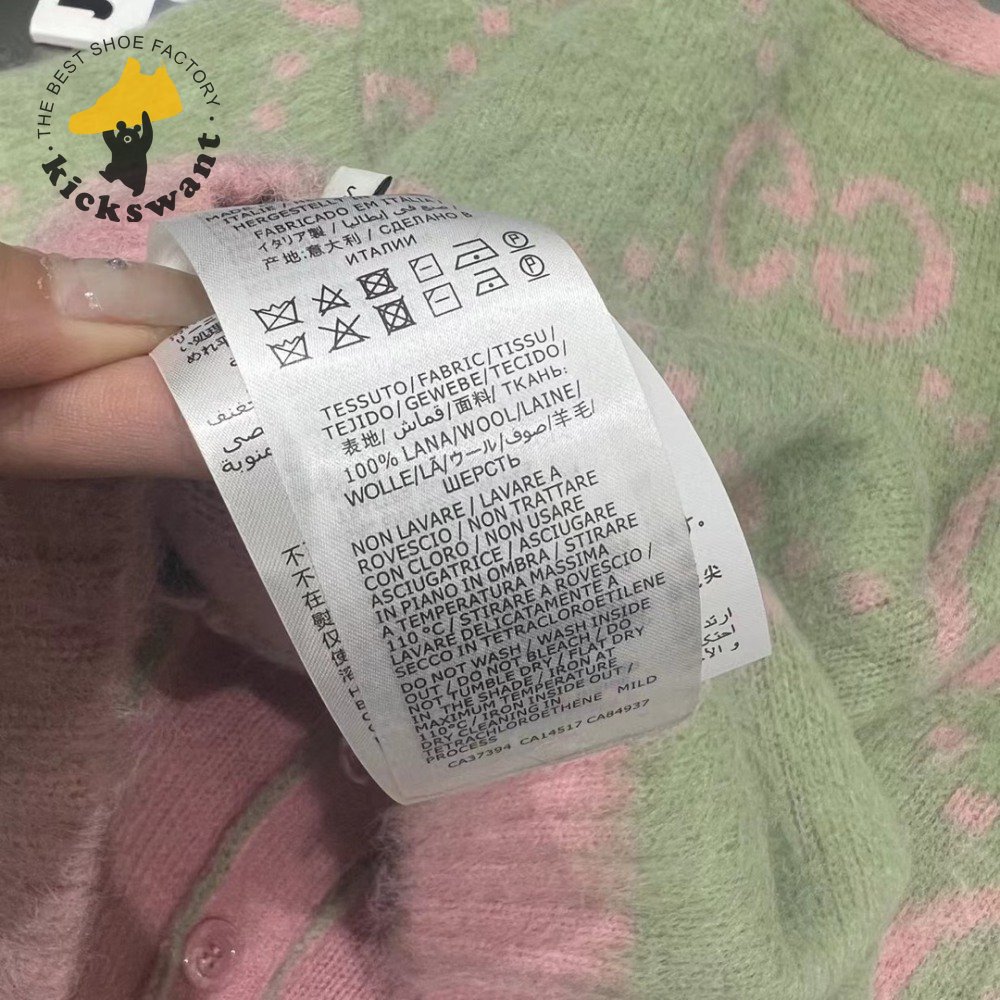 THE BEST SHOE FACTORY
kickswant
HERGESTELLT
FABRICADO EM ITALIA
イタリア製 / صنع في ايطاليا
产地:意大利 / СДЕЛАНО В
ИТАЛИИ
TESSUTO/FABRIC/TISSU/
TEJIDO/GEWEBE/TECIDO/
表地/ قماش/面料/ ТКАНЬ:
100% LANA/WOOL/LAINE/
WOLLE/LÃ/ウール/صوف/羊毛/
ШЕРСТЬ
NON LAVARE / LAVARE A
ROVESCIO / NON TRATTARE
CON CLORO / NON USARE
ASCIUGATRICE / ASCIUGARE
IN PIANO IN OMBRA / STIRARE
A TEMPERATURA MASSIMA
110 °C / STIRARE A ROVESCIO /
LAVARE DELICATAMENTE A
SECCO IN TETRACLOROETILENE
DO NOT WASH / WASH INSIDE
OUT / DO NOT BLEACH / DO
NOT TUMBLE DRY / FLAT DRY
IN THE SHADE / IRON AT
MAXIMUM TEMPERATURE
110°C / IRON INSIDE OUT /
DRY CLEANING IN
TETRACHLOROETHENE MILD
PROCESS
CA37394 CA14517 CA84937